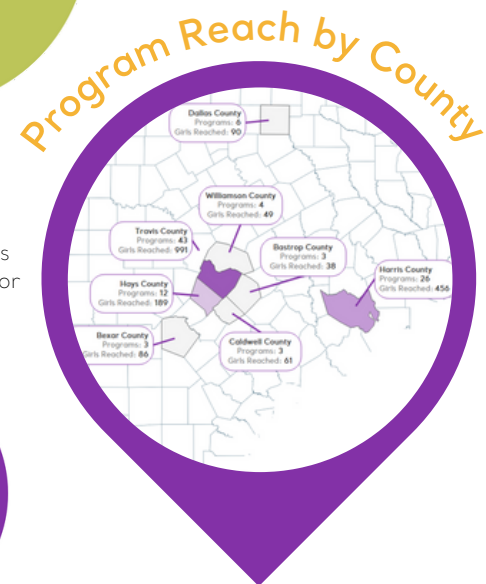 Program Reach by County
Dallas County
Programs: 6
Girls Reached: 90
Williamson County
Programs: 4
Girls Reached: 49
Travis County
Programs: 43
Girls Reached: 991
Bastrop County
Programs: 3
Girls Reached: 38
Harris County
Programs: 26
Girls Reached: 456
Hays County
Programs: 12
Girls Reached: 189
Bexar County
Programs: 3
Girls Reached: 86
Caldwell County
Programs: 3
Girls Reached: 61
s
or